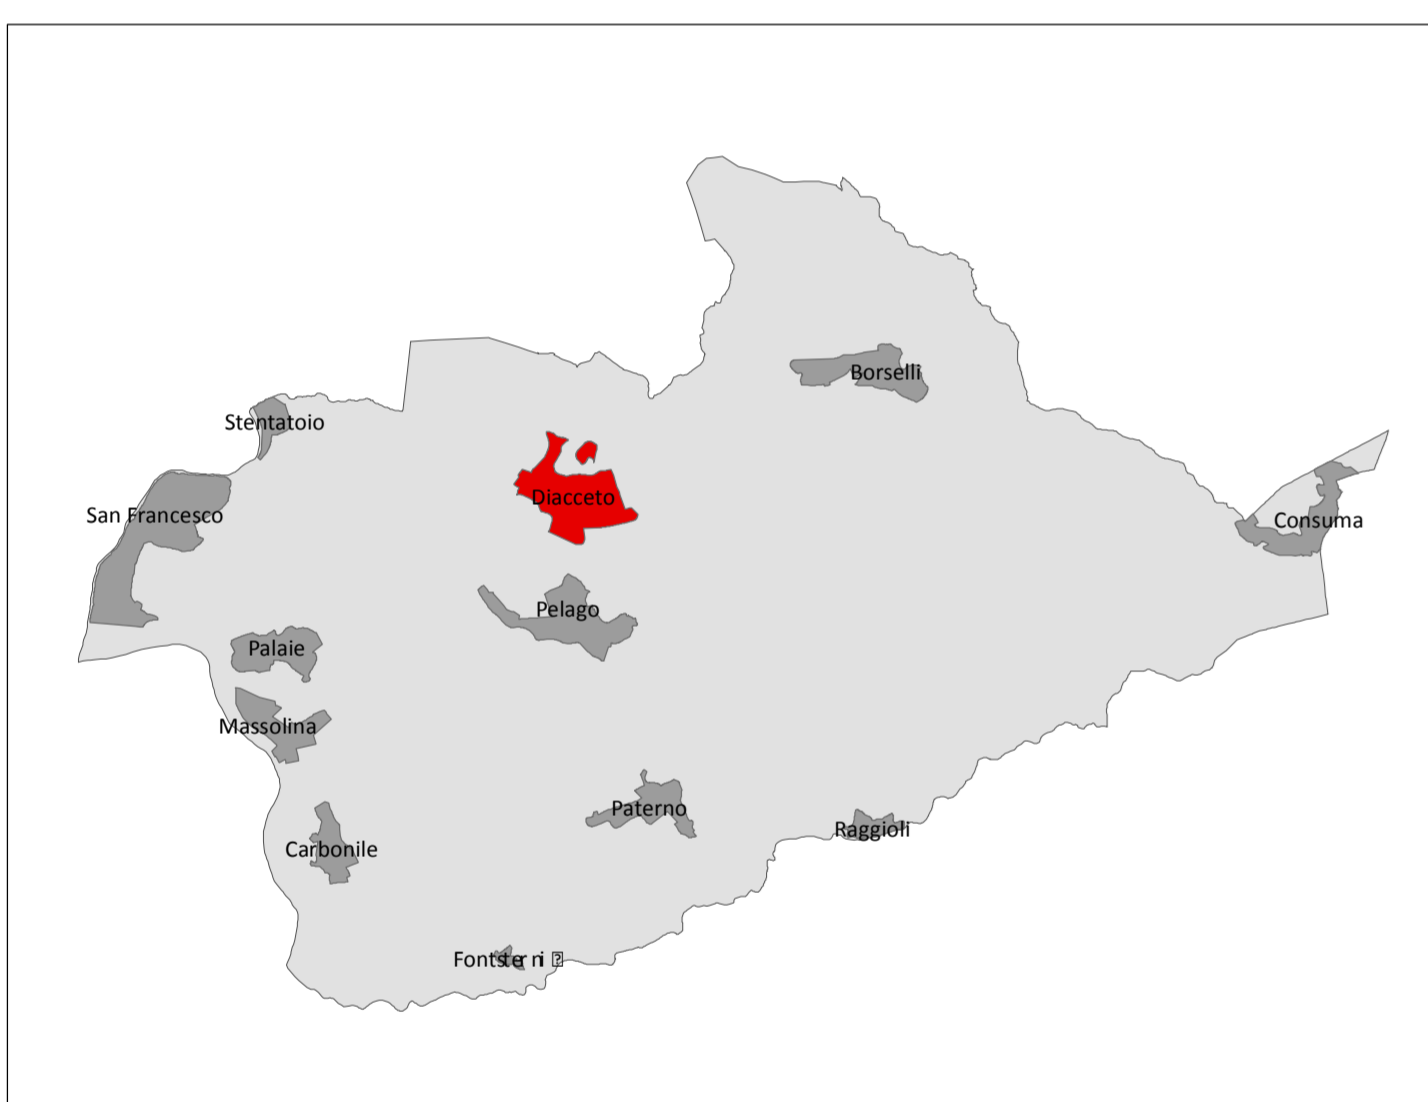 Borselli
Stentatoio
Diacceto
San Francesco
Consuma
Pelago
Palaie
Massolina
Paterno
Raggioli
Carbonile